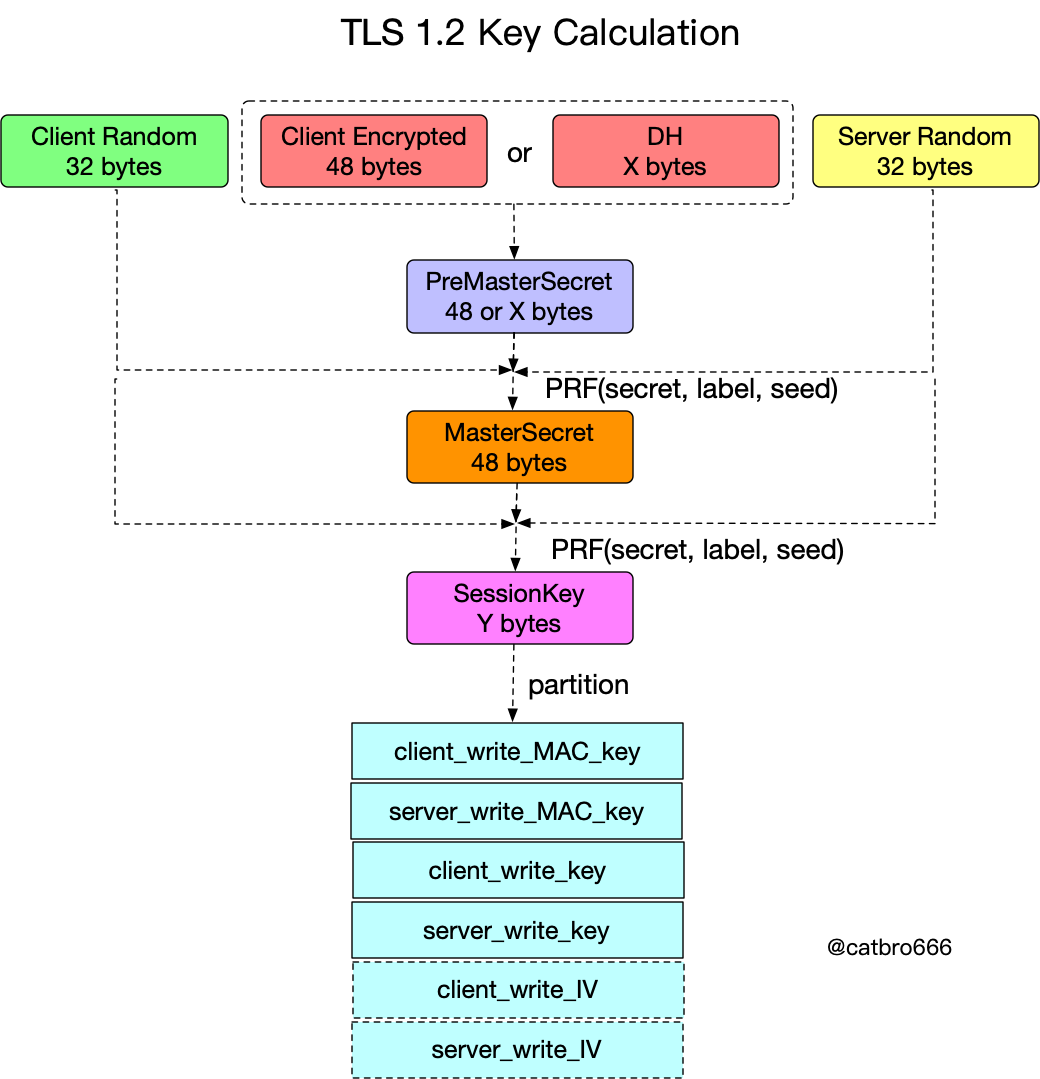 TLS 1.2 Key Calculation
Client Random
32 bytes
Client Encrypted
48 bytes
or
DH
X bytes
Server Random
32 bytes
PreMasterSecret
48 or X bytes
PRF(secret, label, seed)
MasterSecret
48 bytes
PRF(secret, label, seed)
SessionKey
Y bytes
partition
client_write_MAC_key
server_write_MAC_key
client_write_key
server_write_key
@catbro666
client_write_IV
server_write_IV